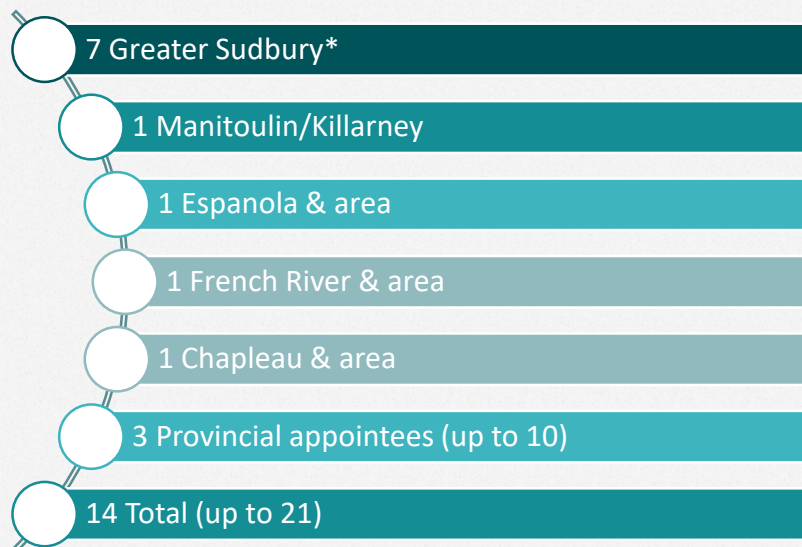 7 Greater Sudbury*
1 Manitoulin/Killarney
1 Espanola & area
1 French River & area
1 Chapleau & area
3 Provincial appointees (up to 10)
14 Total (up to 21)